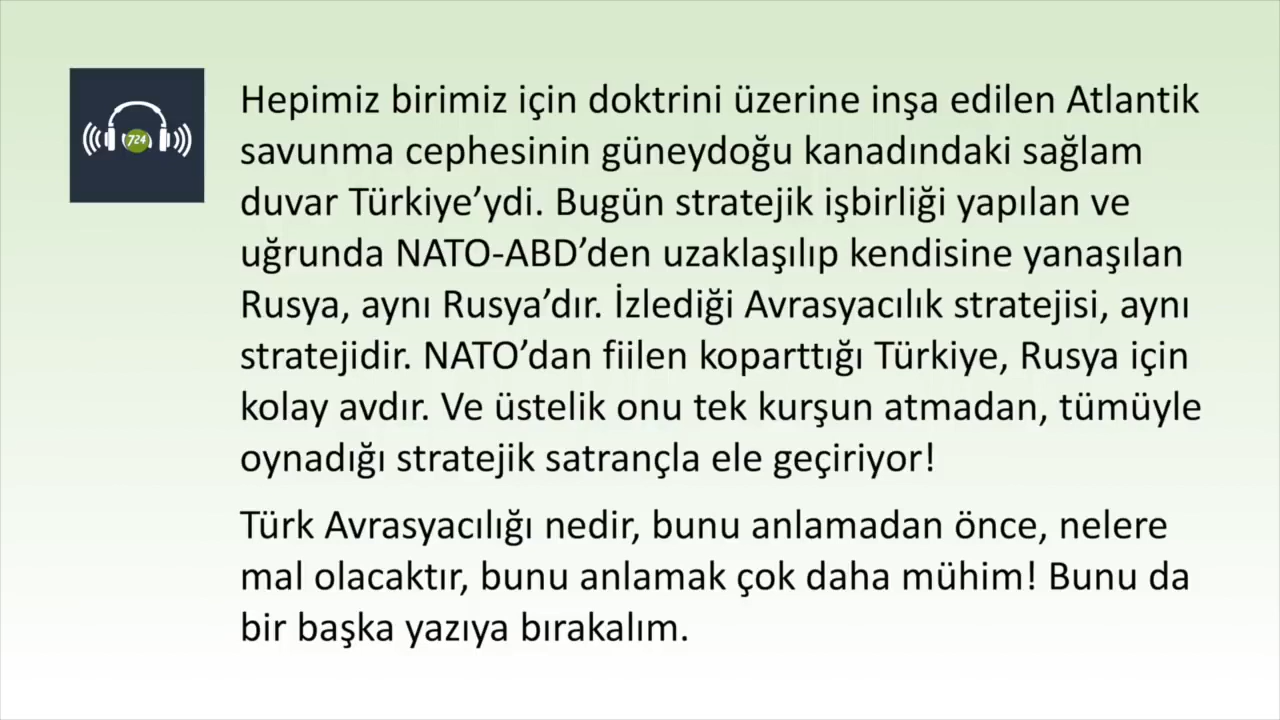 724
Hepimiz birimiz için doktrini üzerine inşa edilen Atlantik
savunma cephesinin güneydoğu kanadındaki sağlam
duvar Türkiye’ydi. Bugün stratejik işbirliği yapılan ve
uğrunda NATO-ABD’den uzaklaşılıp kendisine yanaşılan
Rusya, aynı Rusya’dır. İzlediği Avrasyacılık stratejisi, aynı
stratejidir. NATO’dan fiilen koparttığı Türkiye, Rusya için
kolay avdır. Ve üstelik onu tek kurşun atmadan, tümüyle
oynadığı stratejik satrançla ele geçiriyor!
Türk Avrasyacılığı nedir, bunu anlamadan önce, nelere
mal olacaktır, bunu anlamak çok daha mühim! Bunu da
bir başka yazıya bırakalım.